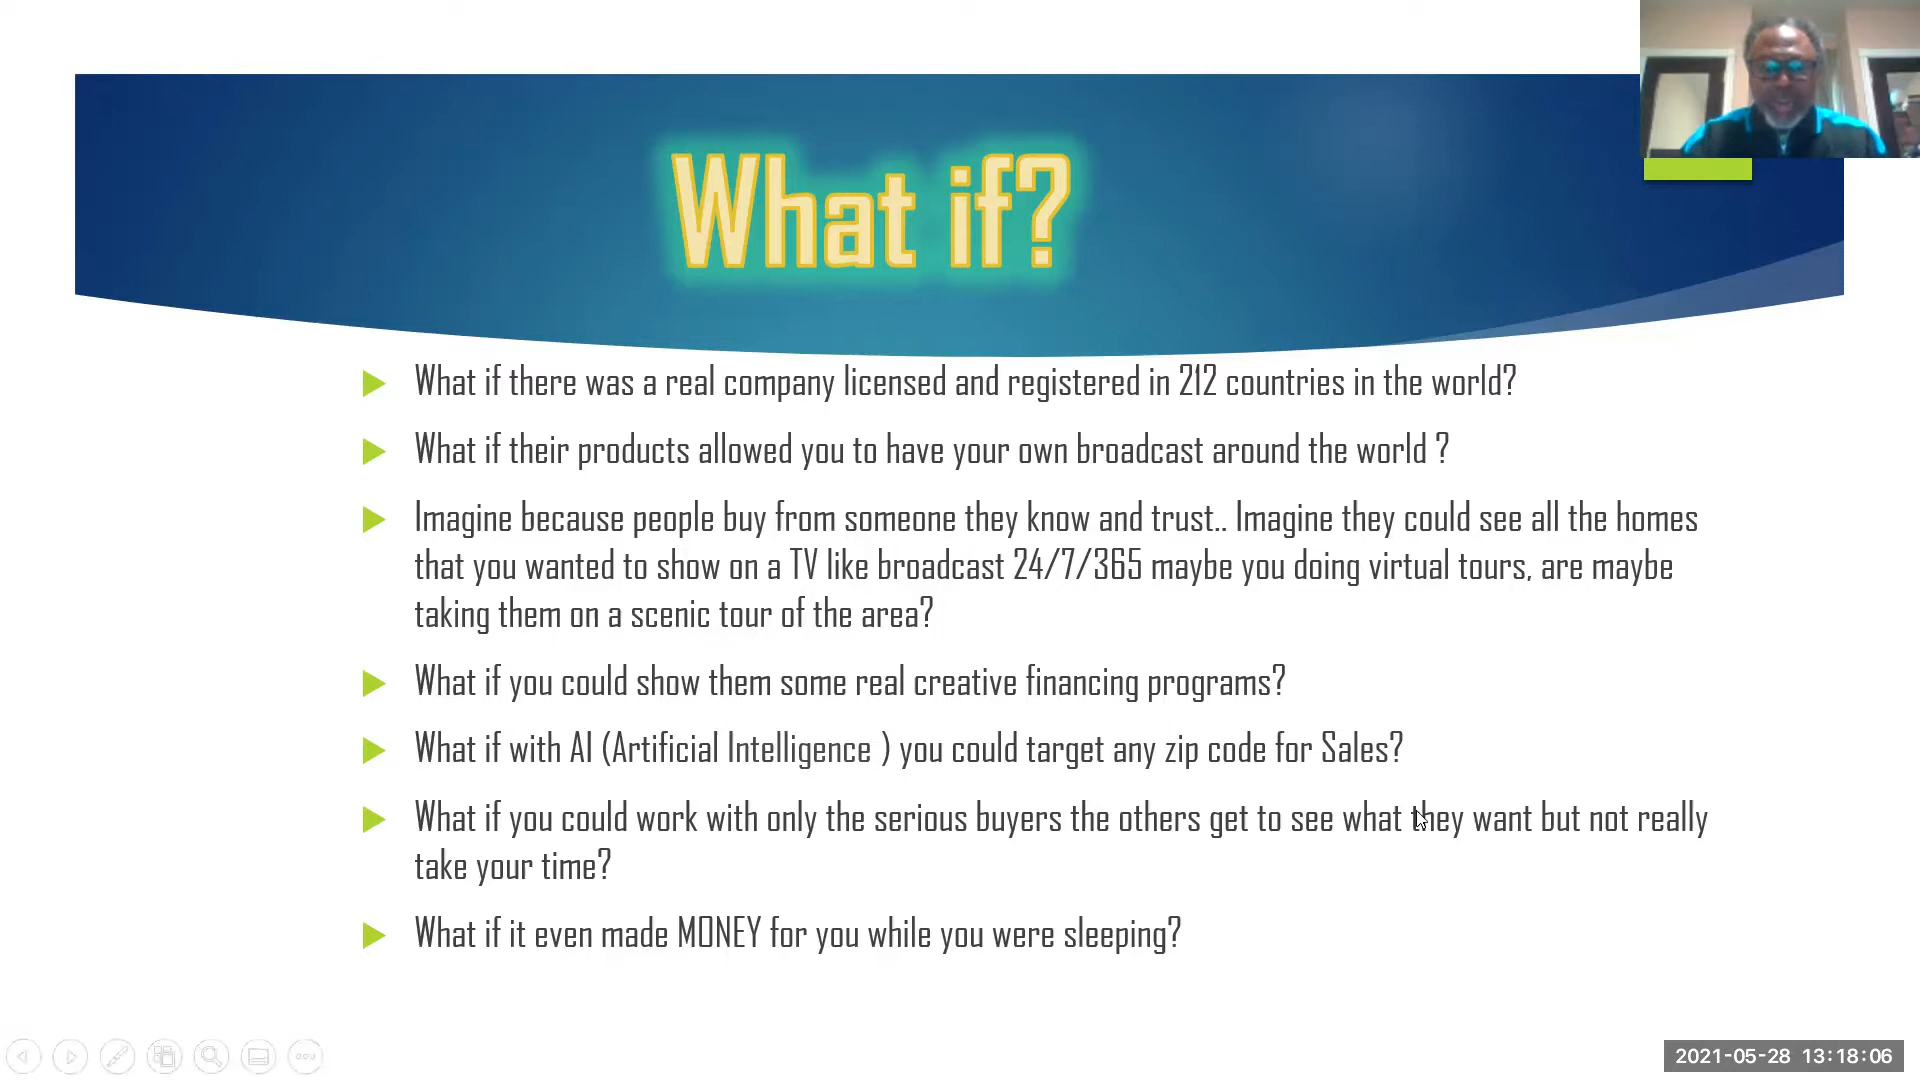 What if?
What if there was a real company licensed and registered in 212 countries in the world?
What if their products allowed you to have your own broadcast around the world ?
Imagine because people buy from someone they know and trust.. Imagine they could see all the homes
that you wanted to show on a TV like broadcast 24/7/365 maybe you doing virtual tours, are maybe
taking them on a scenic tour of the area?
What if you could show them some real creative financing programs?
What if with AI (Artificial Intelligence ) you could target any zip code for Sales?
What if you could work with only the serious buyers the others get to see what they want but not really
take your time?
What if it even made MONEY for you while you were sleeping?
2021-05-28 13:18:06